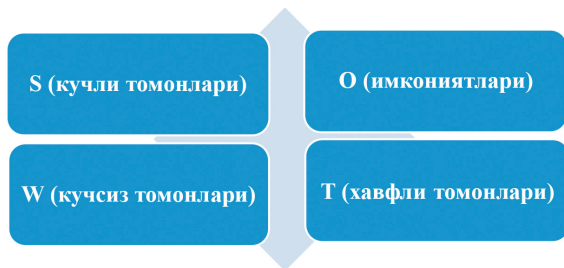 S (кучли томонлари)
O (имкониятлари)
W (кучсиз томонлари)
T (хавфли томонлари)